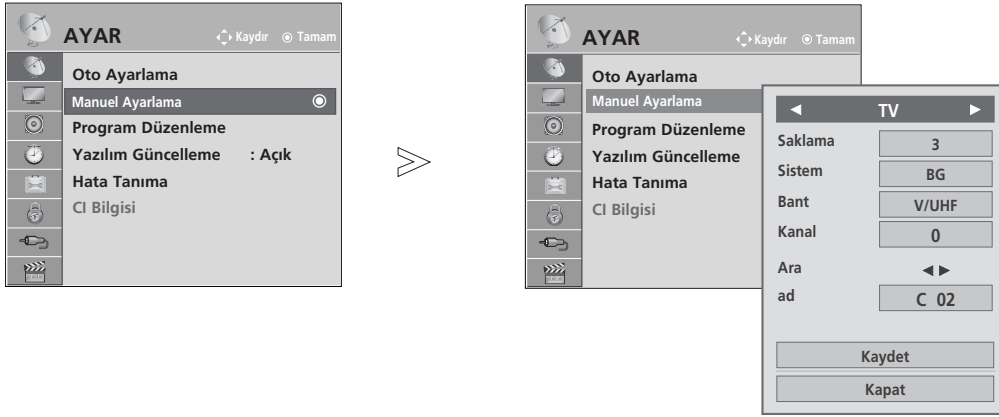 AYAR Kaydır Tamam
Oto Ayarlama
Manuel Ayarlama
Program Düzenleme
Yazılım Güncelleme : Açık
Hata Tanıma
CI Bilgisi
AYAR Kaydır Tamam
Oto Ayarlama
Manuel Ayarlama
Program Düzenleme
Yazılım Güncelleme
Hata Tanıma
CI Bilgisi
◄ TV ►
Saklama 3
Sistem BG
Bant V/UHF
Kanal 0
Ara ◄ ►
ad C 02
Kaydet
Kapat